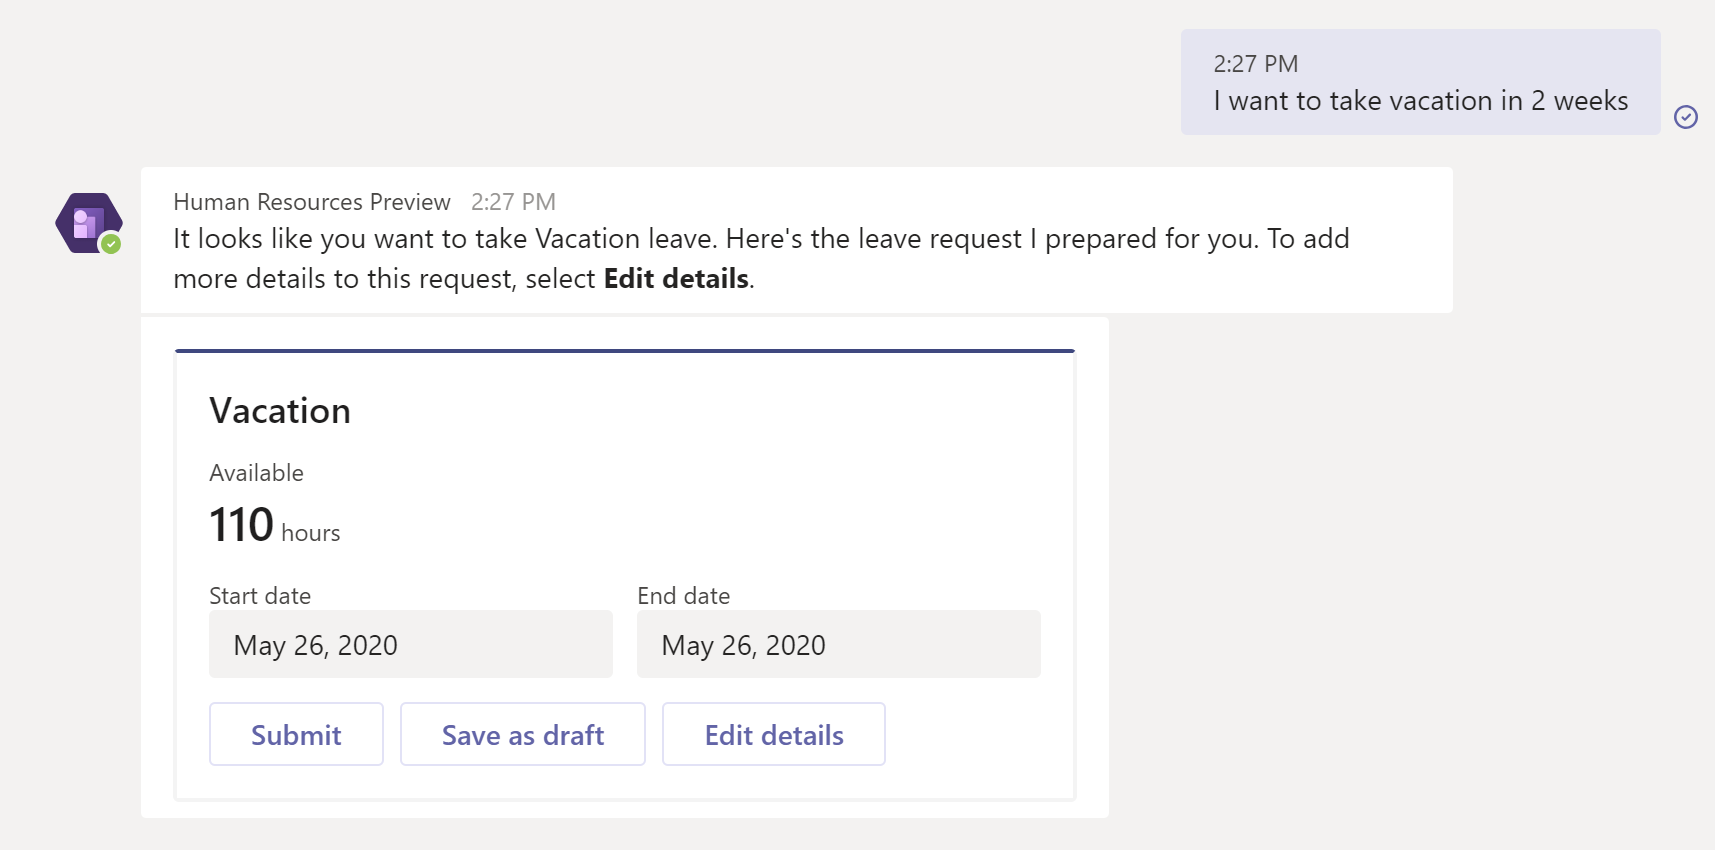 2:27 PM
I want to take vacation in 2 weeks
Human Resources Preview 2:27 PM
It looks like you want to take Vacation leave. Here's the leave request I prepared for you. To add
more details to this request, select Edit details.
Vacation
Available
110 hours
Start date End date
May 26, 2020 May 26, 2020
Submit Save as draft Edit details